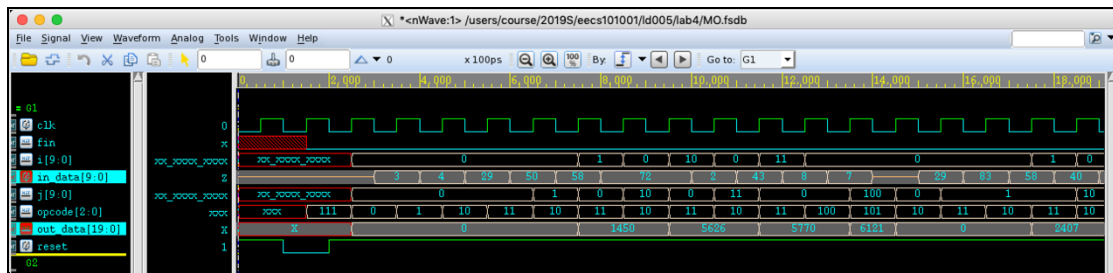 *<nWave:1> /users/course/2019S/eecs101001/ld005/lab4/MO.fsdb
File Signal View Waveform Analog Tools Window Help
0 0 0 x 100ps 100 % By: Go to: G1
0 2,000 4,000 6,000 8,000 10,000 12,000 14,000 16,000 18,000
= G1
clk 0
fin x
i[9:0] xx_xxxx_xxxx xx_xxxx_xxxx 0 1 0 10 0 11 0 1 0
in_data[9:0] Z 3 4 29 50 58 72 2 43 8 7 29 83 58 40
j[9:0] xx_xxxx_xxxx xx_xxxx_xxxx 0 1 0 10 0 11 0 100 0 1 10
opcode[2:0] xxx xxx 111 0 1 10 11 10 11 10 11 10 11 10 11 100 101 10 11 10 11 10
out_data[19:0] X X 0 1450 5626 5770 6121 0 2407
reset 1
G2